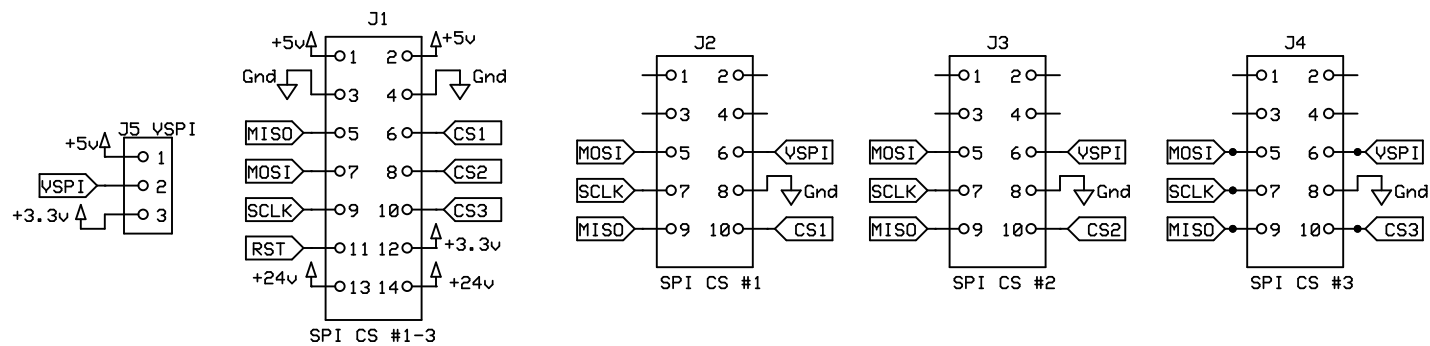 J5 VSPI
+5v
1
VSPI
2
+3.3v
3
J1
+5v 1 2 +5v
Gnd 3 4 Gnd
MISO 5 6 CS1
MOSI 7 8 CS2
SCLK 9 10 CS3
RST 11 12 +3.3v
+24v 13 14 +24v
SPI CS #1-3
J2
1 2
3 4
MOSI 5 6 VSPI
SCLK 7 8 Gnd
MISO 9 10 CS1
SPI CS #1
J3
1 2
3 4
MOSI 5 6 VSPI
SCLK 7 8 Gnd
MISO 9 10 CS2
SPI CS #2
J4
1 2
3 4
MOSI 5 6 VSPI
SCLK 7 8 Gnd
MISO 9 10 CS3
SPI CS #3